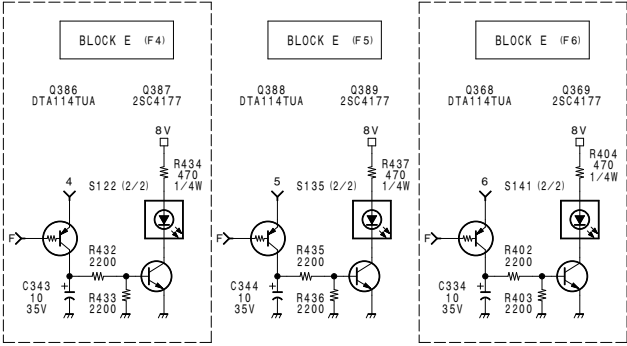 BLOCK E (F4)
Q386
DTA114TUA
Q387
2SC4177
8V
R434
470
1/4W
4
S122 (2/2)
F
R432
2200
C343
10
35V
+
R433
2200
BLOCK E (F5)
Q388
DTA114TUA
Q389
2SC4177
8V
R437
470
1/4W
5
S135 (2/2)
F
R435
2200
C344
10
35V
+
R436
2200
BLOCK E (F6)
Q368
DTA114TUA
Q369
2SC4177
8V
R404
470
1/4W
6
S141 (2/2)
F
R402
2200
C334
10
35V
+
R403
2200